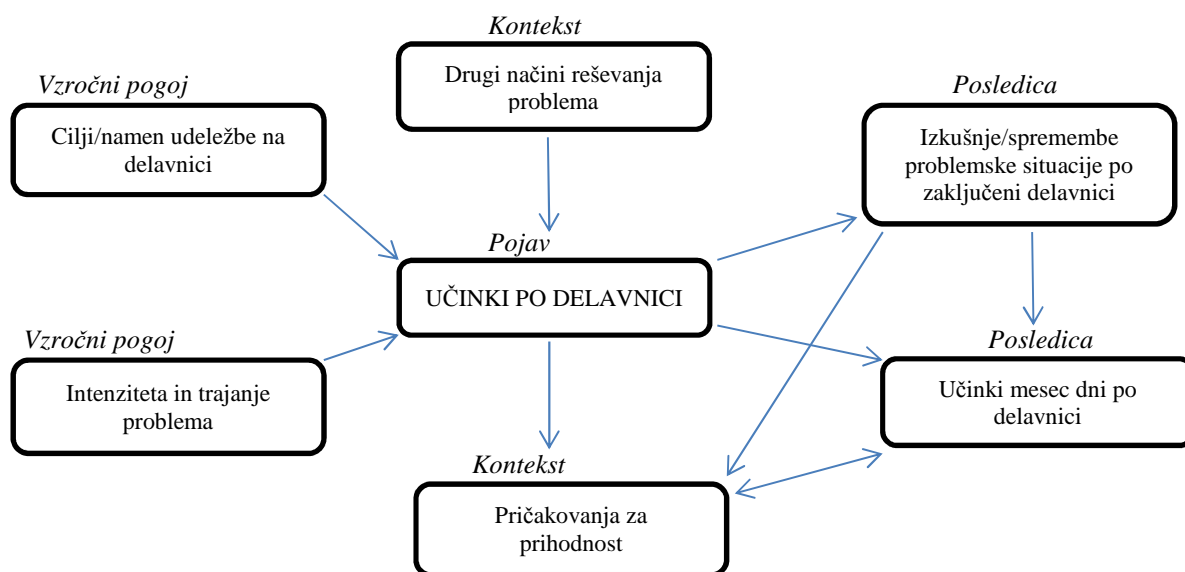 Kontekst
Drugi načini reševanja
problema
Vzročni pogoj
Cilji/namen udeležbe na
delavnici
Posledica
Izkušnje/spremembe
problemske situacije po
zaključeni delavnici
Pojav
UČINKI PO DELAVNICI
Vzročni pogoj
Intenziteta in trajanje
problema
Posledica
Učinki mesec dni po
delavnici
Kontekst
Pričakovanja za
prihodnost